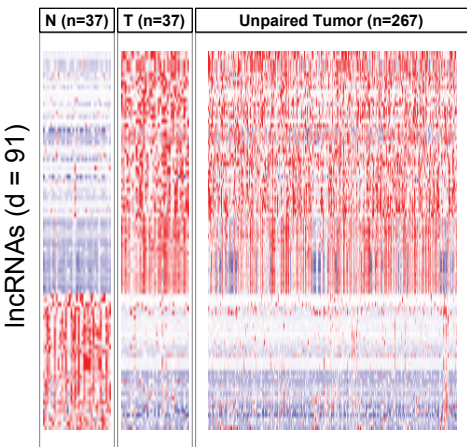 N (n=37) T (n=37) Unpaired Tumor (n=267)
lncRNAs (d = 91)